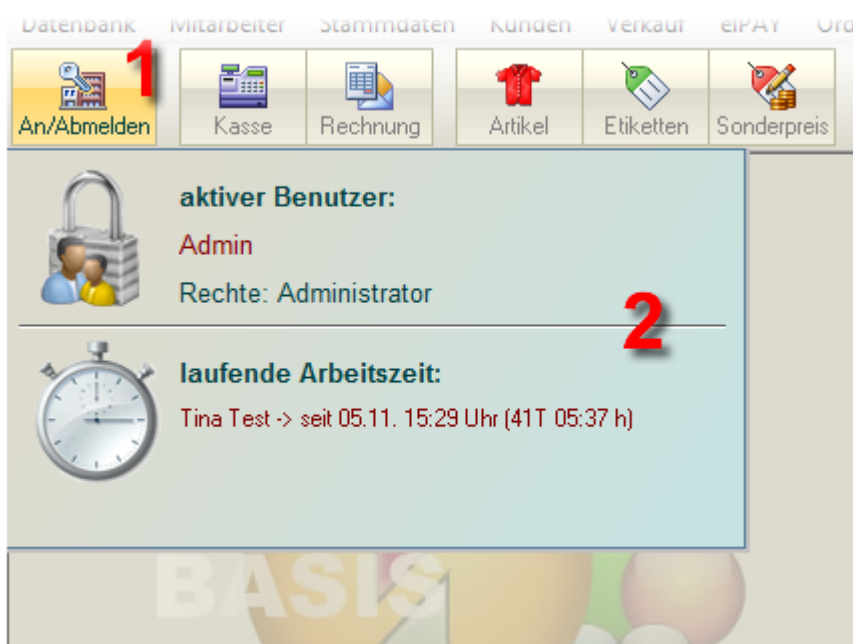 Datenbank Mitarbeiter Stammdaten Kunden Verkauf elPAY Ord
1
An/Abmelden Kasse Rechnung Artikel Etiketten Sonderpreis
aktiver Benutzer:
Admin
Rechte: Administrator
2
laufende Arbeitszeit:
Tina Test -> seit 05.11. 15:29 Uhr (41T 05:37 h)
BASIS